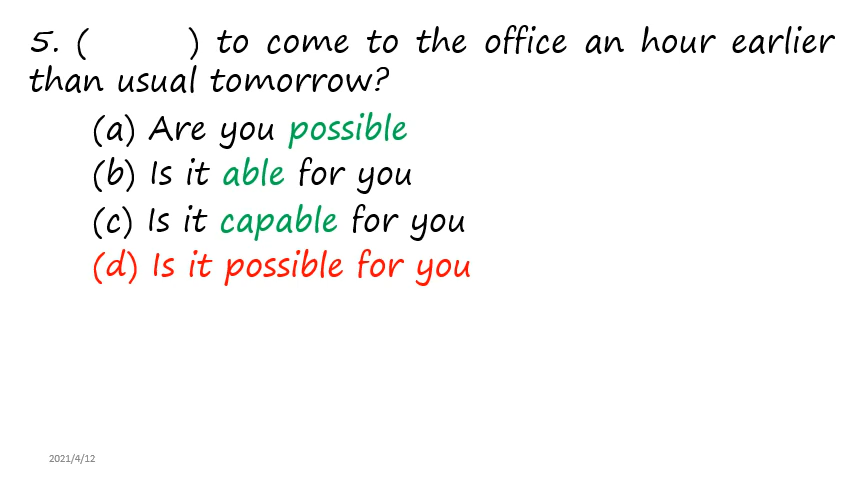 5. (          ) to come to the office an hour earlier
than usual tomorrow?
(a) Are you possible
(b) Is it able for you
(c) Is it capable for you
(d) Is it possible for you
2021/4/12